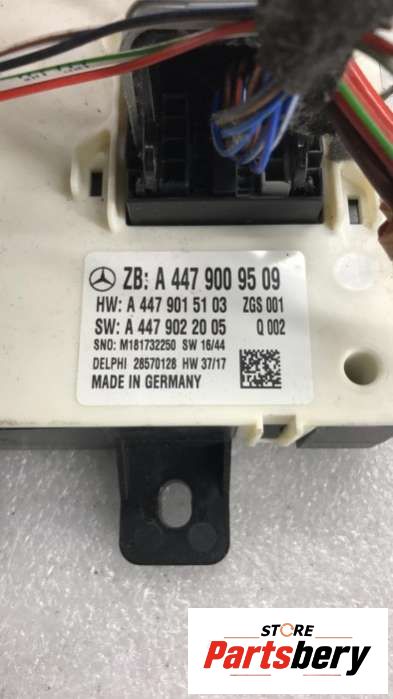 ZB: A 447 900 95 09
HW: A 447 901 51 03 ZGS 001
SW: A 447 902 20 05 Q 002
SNO: M181732250 SW 16/44
DELPHI 28570128 HW 37/17
MADE IN GERMANY
STORE
Partsbery